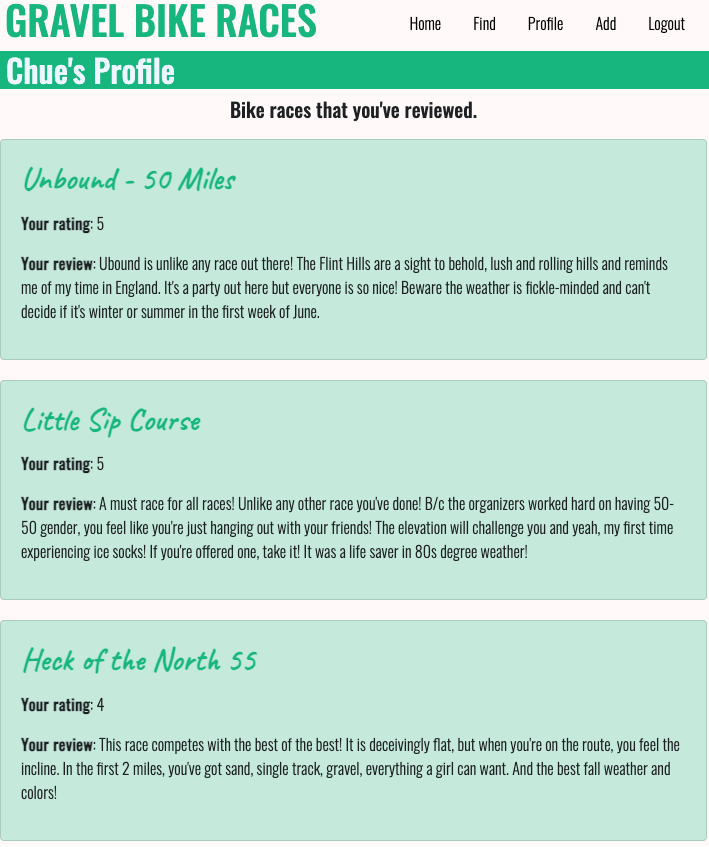 GRAVEL BIKE RACES
Home Find Profile Add Logout
Chue's Profile
Bike races that you've reviewed.
Unbound - 50 Miles
Your rating: 5
Your review: Ubound is unlike any race out there! The Flint Hills are a sight to behold, lush and rolling hills and reminds
me of my time in England. It's a party out here but everyone is so nice! Beware the weather is fickle-minded and can't
decide if it's winter or summer in the first week of June.
Little Sip Course
Your rating: 5
Your review: A must race for all races! Unlike any other race you've done! B/c the organizers worked hard on having 50-
50 gender, you feel like you're just hanging out with your friends! The elevation will challenge you and yeah, my first time
experiencing ice socks! If you're offered one, take it! It was a life saver in 80s degree weather!
Heck of the North 55
Your rating: 4
Your review: This race competes with the best of the best! It is deceivingly flat, but when you're on the route, you feel the
incline. In the first 2 miles, you've got sand, single track, gravel, everything a girl can want. And the best fall weather and
colors!